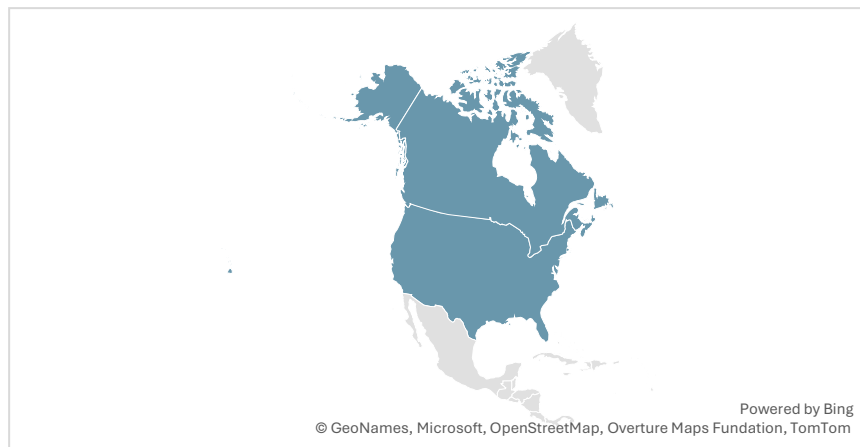 Powered by Bing
© GeoNames, Microsoft, OpenStreetMap, Overture Maps Fundation, TomTom